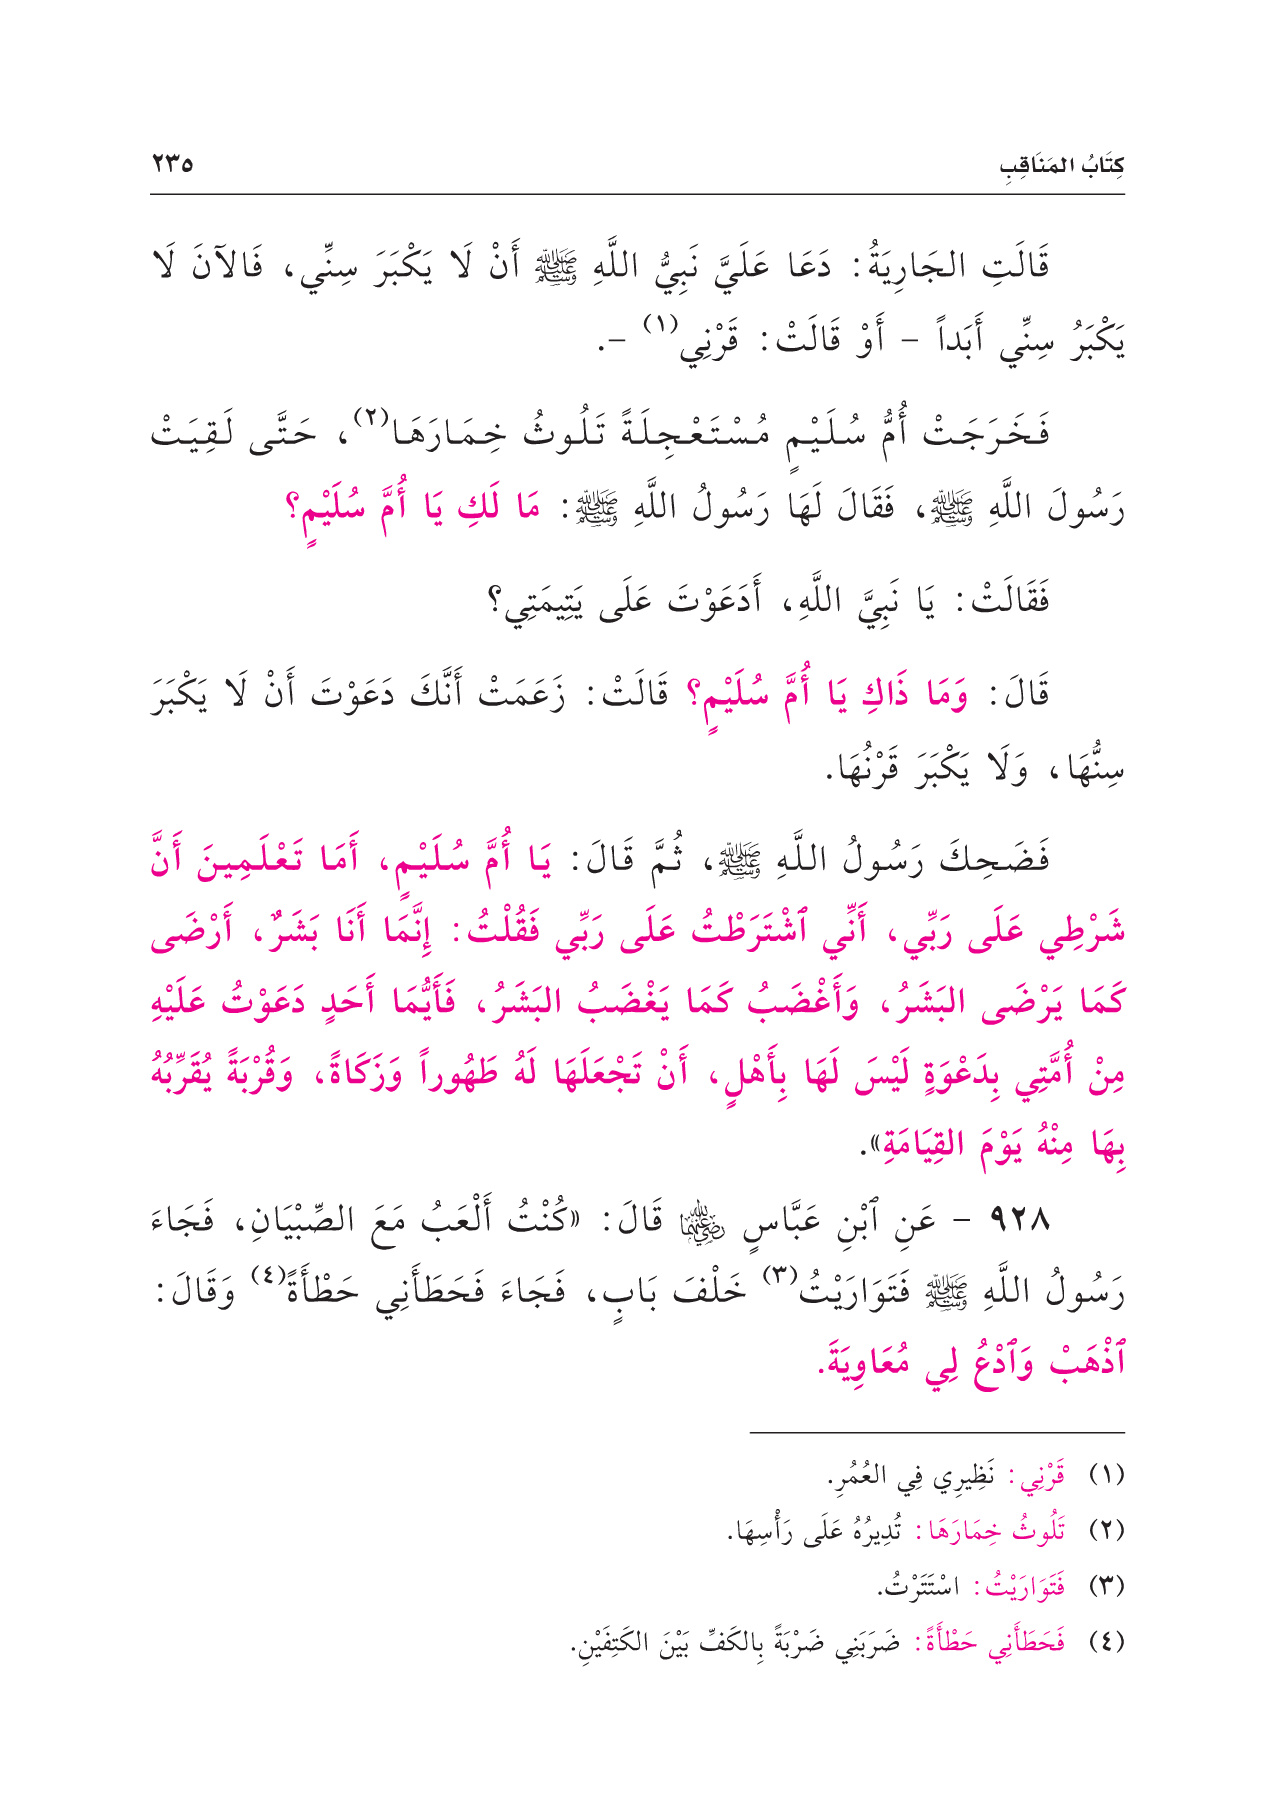 كِتَابُ المَنَاقِبِ ٢٣٥
قَالَتِ الجَارِيَةُ: دَعَا عَلَيَّ نَبِيُّ اللَّهِ ﷺ أَنْ لَا يَكْبَرَ سِنِّي، فَالآنَ لَا
يَكْبَرُ سِنِّي أَبَداً - أَوْ قَالَتْ: قَرْنِي(١) -.
فَخَرَجَتْ أُمُّ سُلَيْمٍ مُسْتَعْجِلَةً تَلُوثُ خِمَارَهَا(٢)، حَتَّى لَقِيَتْ
رَسُولَ اللَّهِ ﷺ، فَقَالَ لَهَا رَسُولُ اللَّهِ ﷺ: مَا لَكِ يَا أُمَّ سُلَيْمٍ؟
فَقَالَتْ: يَا نَبِيَّ اللَّهِ، أَدَعَوْتَ عَلَى يَتِيمَتِي؟
قَالَ: وَمَا ذَاكِ يَا أُمَّ سُلَيْمٍ؟ قَالَتْ: زَعَمَتْ أَنَّكَ دَعَوْتَ أَنْ لَا يَكْبَرَ
سِنُّهَا، وَلَا يَكْبَرَ قَرْنُهَا.
فَضَحِكَ رَسُولُ اللَّهِ ﷺ، ثُمَّ قَالَ: يَا أُمَّ سُلَيْمٍ، أَمَا تَعْلَمِينَ أَنَّ
شَرْطِي عَلَى رَبِّي، أَنِّي ٱشْتَرَطْتُ عَلَى رَبِّي فَقُلْتُ: إِنَّمَا أَنَا بَشَرٌ، أَرْضَى
كَمَا يَرْضَى البَشَرُ، وَأَغْضَبُ كَمَا يَغْضَبُ البَشَرُ، فَأَيُّمَا أَحَدٍ دَعَوْتُ عَلَيْهِ
مِنْ أُمَّتِي بِدَعْوَةٍ لَيْسَ لَهَا بِأَهْلٍ، أَنْ تَجْعَلَهَا لَهُ طَهُوراً وَزَكَاةً، وَقُرْبَةً يُقَرِّبُهُ
بِهَا مِنْهُ يَوْمَ القِيَامَةِ».
٩٢٨ - عَنِ ٱبْنِ عَبَّاسٍ رضي الله عنهما قَالَ: «كُنْتُ أَلْعَبُ مَعَ الصِّبْيَانِ، فَجَاءَ
رَسُولُ اللَّهِ ﷺ فَتَوَارَيْتُ(٣) خَلْفَ بَابٍ، فَجَاءَ فَحَطَأَنِي حَطْأَةً(٤) وَقَالَ:
ٱذْهَبْ وَٱدْعُ لِي مُعَاوِيَةَ.
(١) قَرْنِي: نَظِيرِي فِي العُمُرِ.
(٢) تَلُوثُ خِمَارَهَا: تُدِيرُهُ عَلَى رَأْسِهَا.
(٣) فَتَوَارَيْتُ: اسْتَتَرْتُ.
(٤) فَحَطَأَنِي حَطْأَةً: ضَرَبَنِي ضَرْبَةً بِالكَفِّ بَيْنَ الكَتِفَيْنِ.